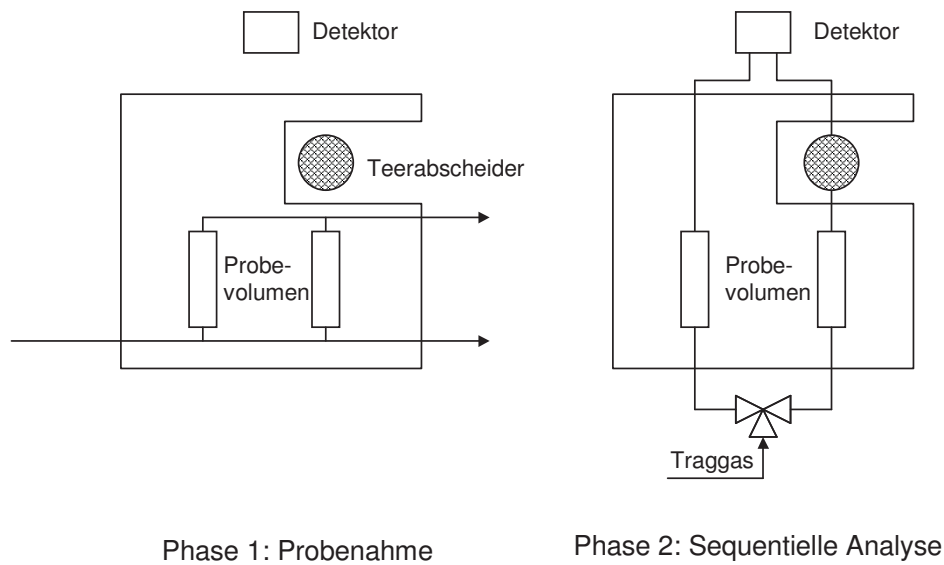 Detektor
Teerabscheider
Probe-
volumen
Phase 1: Probenahme
Detektor
Probe-
volumen
Traggas
Phase 2: Sequentielle Analyse